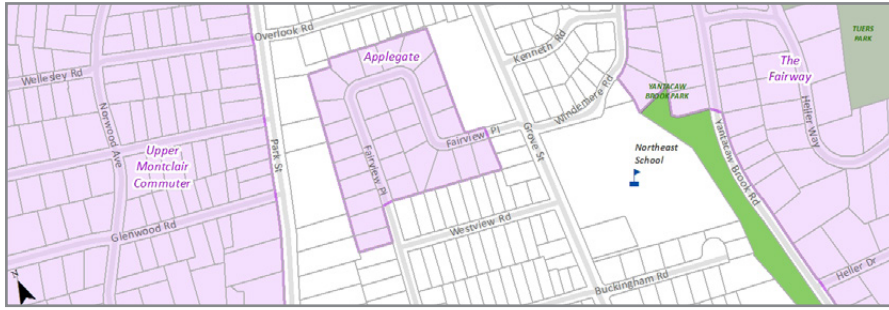 Overlook Rd
Applegate
Kenneth Rd
TUERS
PARK
The
Fairway
Wellesley Rd
Norwood Ave
Windemere Rd
YANTACAW
BROOK PARK
Heller Way
Upper
Montclair
Commuter
Park St
Fairview Pl
Fairview Pl
Grove St
Northeast
School
Yantacaw Brook Rd
Glenwood Rd
Westview Rd
Buckingham Rd
Heller Dr
N